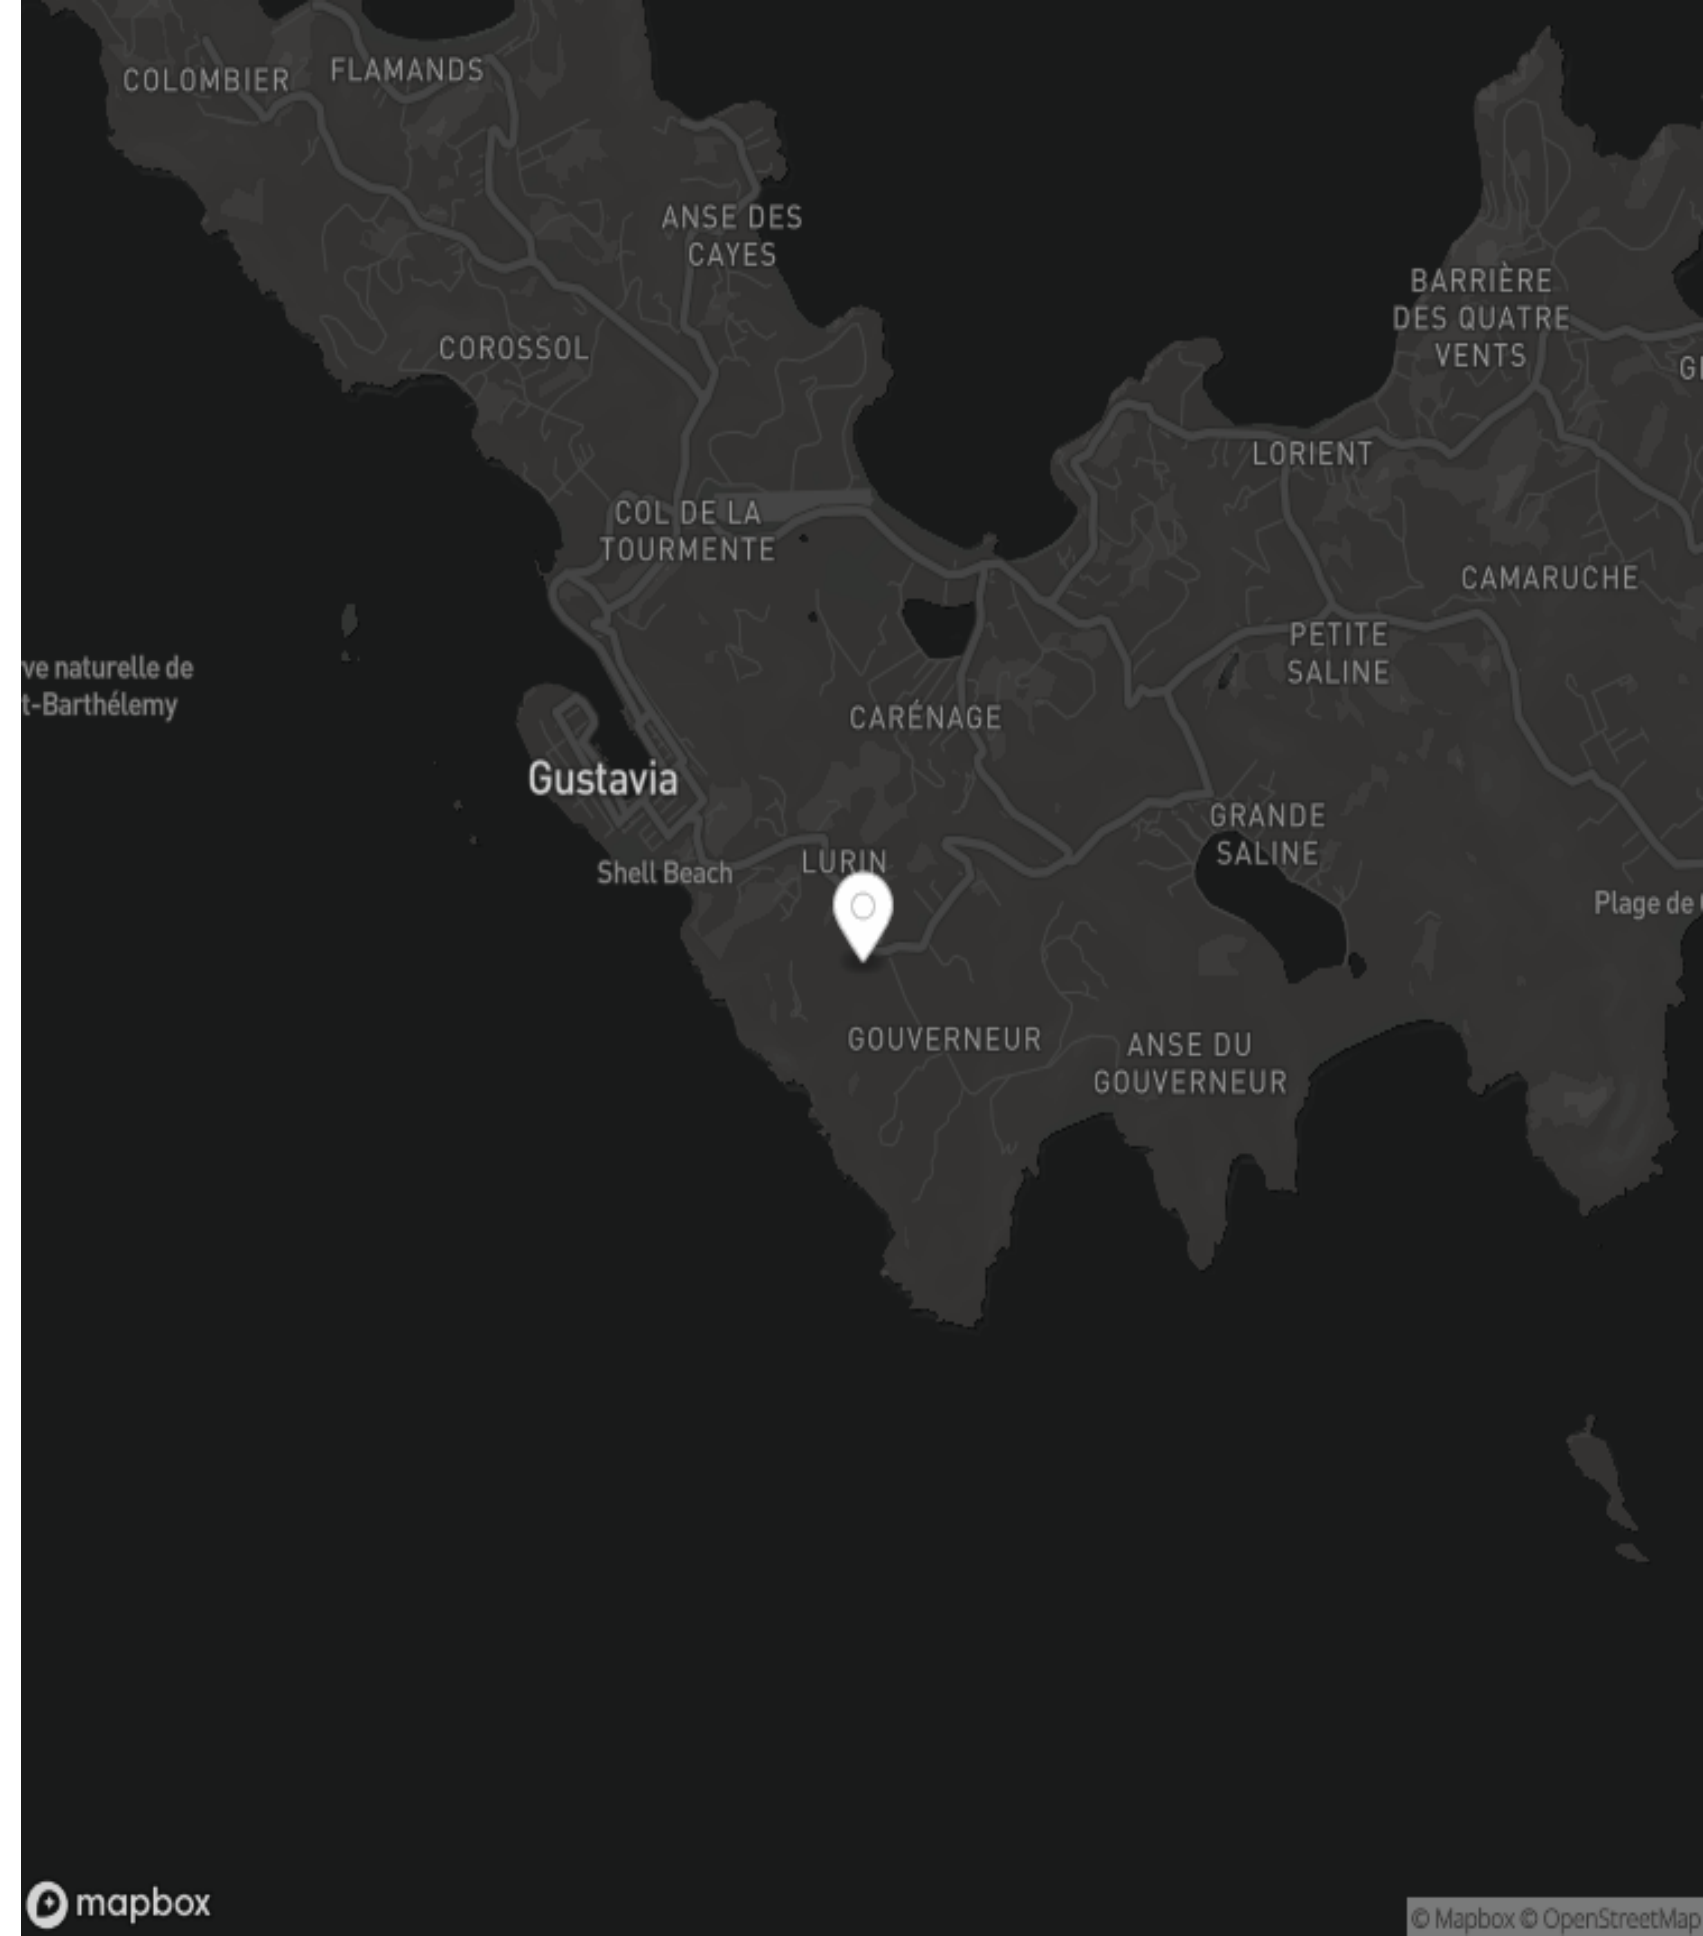 COLOMBIER
FLAMANDS
ANSE DES
CAYES
BARRIÈRE
DES QUATRE
VENTS
COROSSOL
LORIENT
COL DE LA
TOURMENTE
CAMARUCHE
PETITE
SALINE
ve naturelle de
t-Barthélemy
CARÉNAGE
Gustavia
GRANDE
SALINE
LURIN
Shell Beach
Plage de
GOUVERNEUR
ANSE DU
GOUVERNEUR
mapbox
© Mapbox © OpenStreetMap